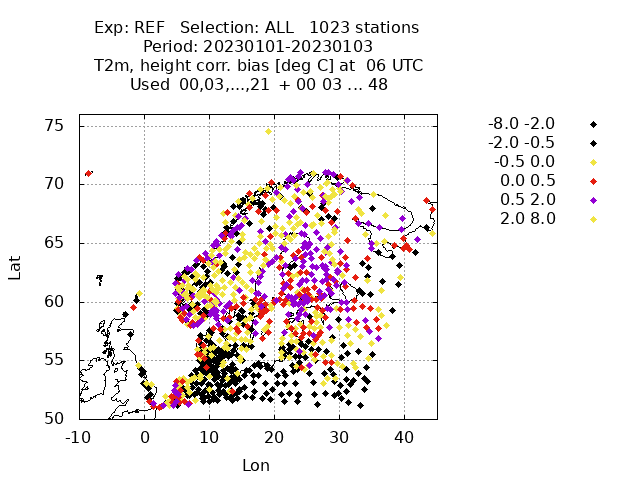 Exp: REF   Selection: ALL   1023 stations
Period: 20230101-20230103
T2m, height corr. bias [deg C] at  06 UTC
Used  00,03,...,21  + 00 03 ... 48
-8.0 -2.0
-2.0 -0.5
-0.5 0.0
0.0 0.5
0.5 2.0
2.0 8.0
75
70
65
60
55
50
Lat
-10 0 10 20 30 40
Lon